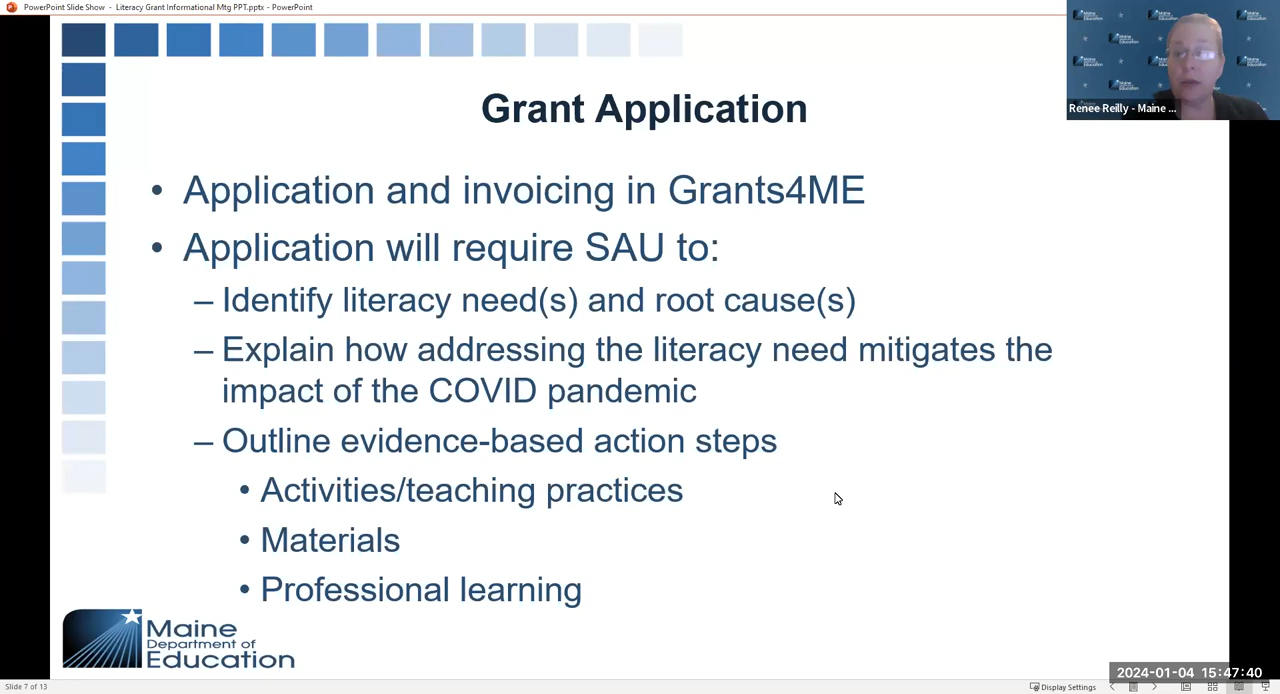 PowerPoint Slide Show - Literacy Grant Informational Mtg PPT.pptx - PowerPoint
Renee Reilly - Maine ...
Grant Application
• Application and invoicing in Grants4ME
• Application will require SAU to:
– Identify literacy need(s) and root cause(s)
– Explain how addressing the literacy need mitigates the
impact of the COVID pandemic
– Outline evidence-based action steps
• Activities/teaching practices
• Materials
• Professional learning
Maine
Department of
Education
2024-01-04 15:47:40
Slide 7 of 13
Display Settings